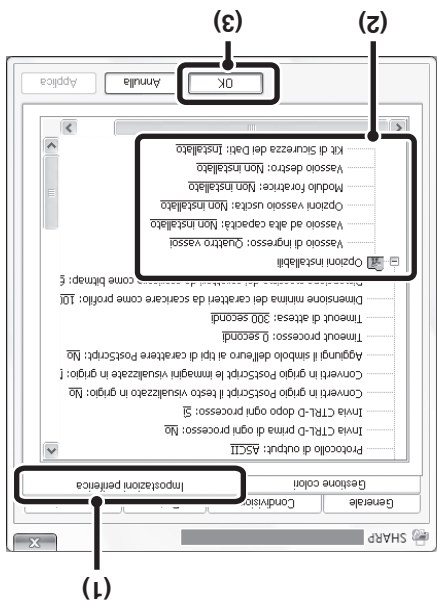 (1)
SHARP
Generale
Gestione colori
Impostazioni periferica
Protocollo di output: ASCII
Invia CTRL-D prima di ogni processo: No
Invia CTRL-D dopo ogni processo: Sì
Converti in grigio PostScript il testo visualizzato in grigio: No
Converti in grigio PostScript le immagini visualizzate in grigio:
Aggiungi il simbolo dell'euro ai tipi di carattere PostScript: No
Timeout processo: 0 secondi
Timeout di attesa: 300 secondi
Dimensione minima dei caratteri da scaricare come profilo: 100
Opzioni installabili
Vassoio di ingresso: Quattro vassoi
Vassoio ad alta capacità: Non installato
Opzioni vassoio uscita: Non installato
Modulo foratrice: Non installato
Vassoio destro: Non installato
Kit di Sicurezza dei Dati: Installato
OK
Annulla
Applica
(2)
(3)